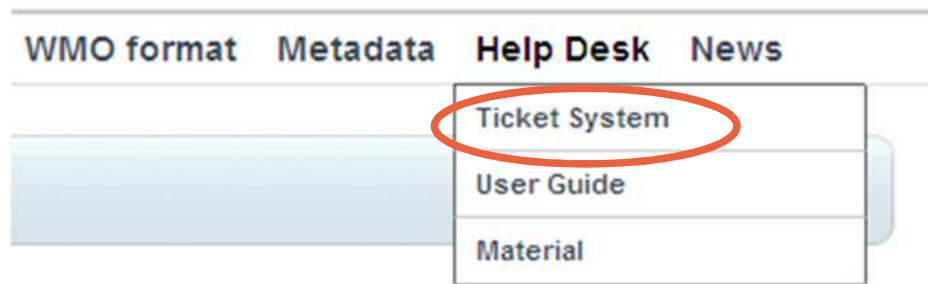 WMO format Metadata Help Desk News
Ticket System
User Guide
Material